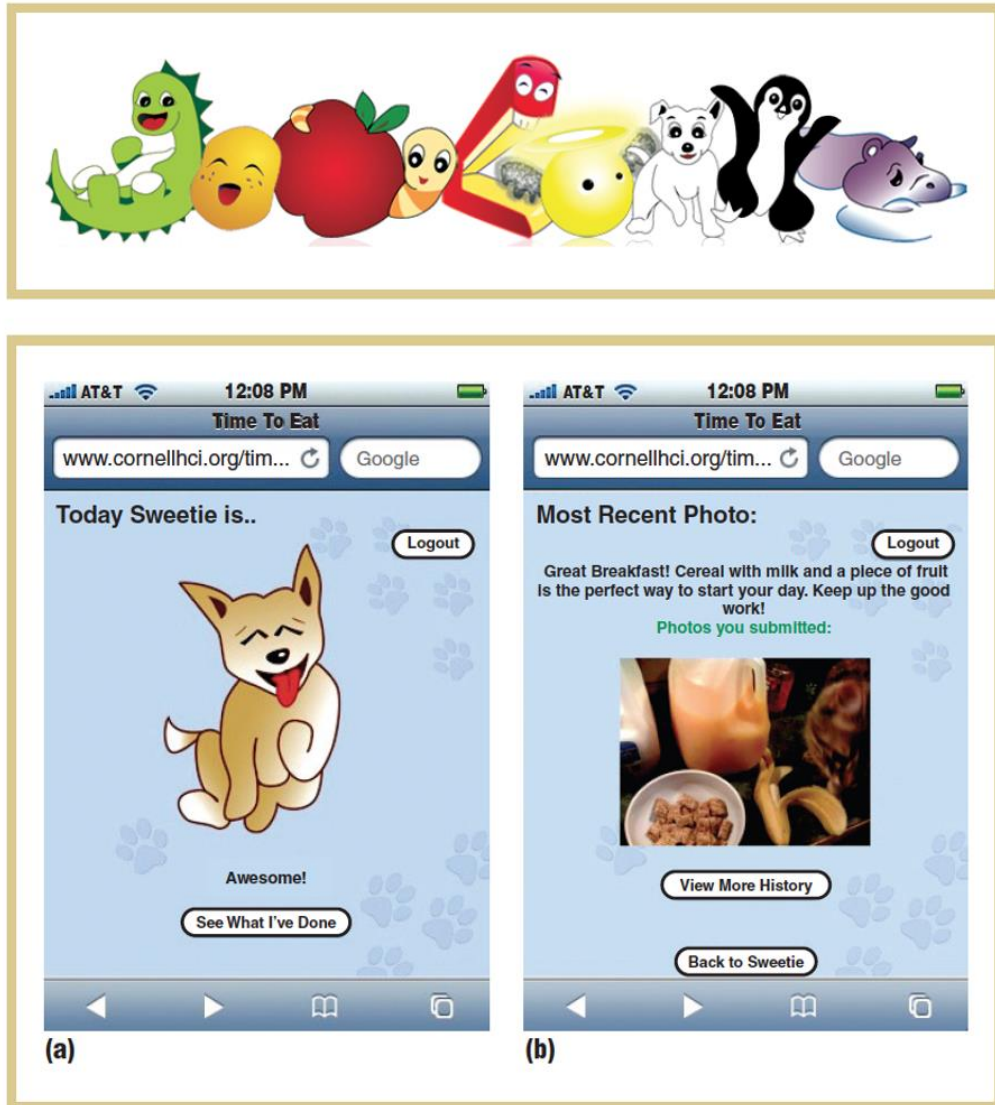 AT&T 12:08 PM
Time To Eat
www.cornellhci.org/tim... Google
Today Sweetie is..
Logout
Awesome!
See What I've Done
(a)
AT&T 12:08 PM
Time To Eat
www.cornellhci.org/tim... Google
Most Recent Photo:
Logout
Great Breakfast! Cereal with milk and a piece of fruit
is the perfect way to start your day. Keep up the good
work!
Photos you submitted:
View More History
Back to Sweetie
(b)